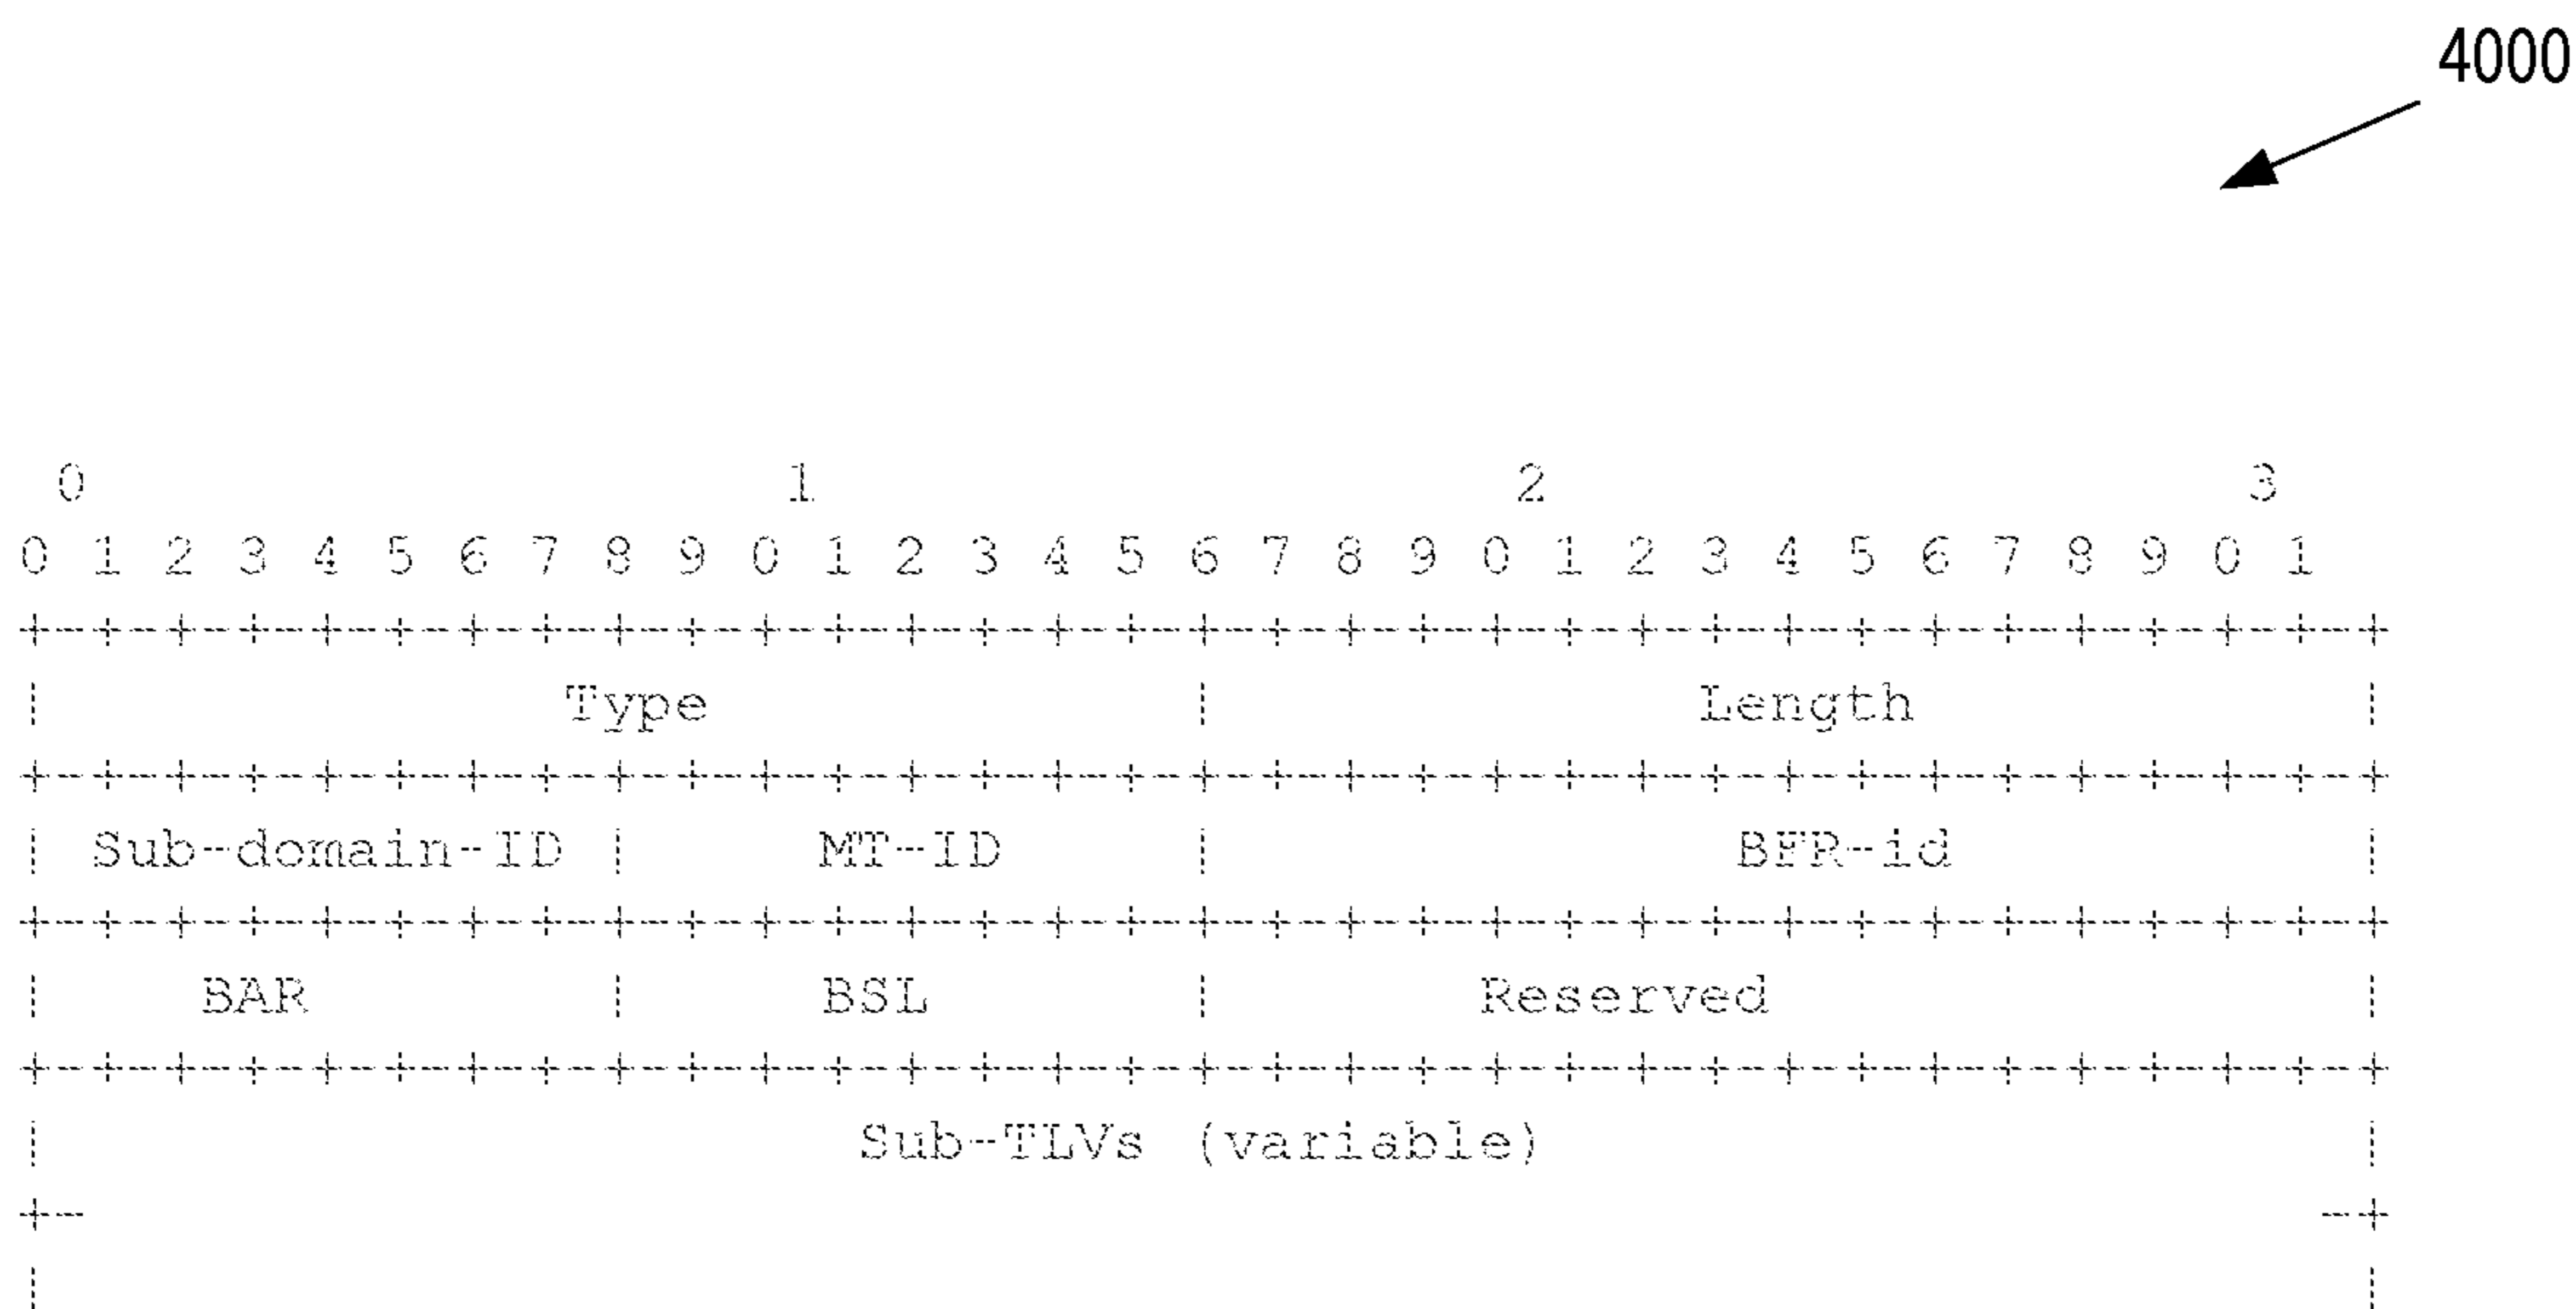 4000
0 1 2 3
0 1 2 3 4 5 6 7 8 9 0 1 2 3 4 5 6 7 8 9 0 1 2 3 4 5 6 7 8 9 0 1
+-+-+-+-+-+-+-+-+-+-+-+-+-+-+-+-+-+-+-+-+-+-+-+-+-+-+-+-+-+-+-+-+
| Type | Length |
+-+-+-+-+-+-+-+-+-+-+-+-+-+-+-+-+-+-+-+-+-+-+-+-+-+-+-+-+-+-+-+-+
| Sub-domain-ID | MT-ID | BFR-id |
+-+-+-+-+-+-+-+-+-+-+-+-+-+-+-+-+-+-+-+-+-+-+-+-+-+-+-+-+-+-+-+-+
| BAR | BSL | Reserved |
+-+-+-+-+-+-+-+-+-+-+-+-+-+-+-+-+-+-+-+-+-+-+-+-+-+-+-+-+-+-+-+-+
| Sub-TLVs (variable) |
+- -+
| |